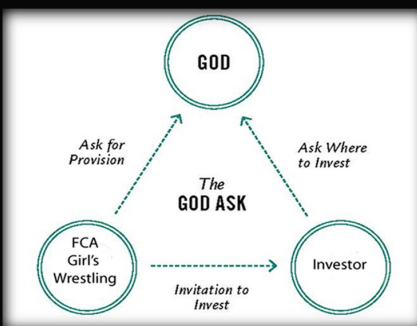 GOD
Ask for
Provision
Ask Where
to Invest
The
GOD ASK
FCA
Girl's
Wrestling
Investor
Invitation to
Invest